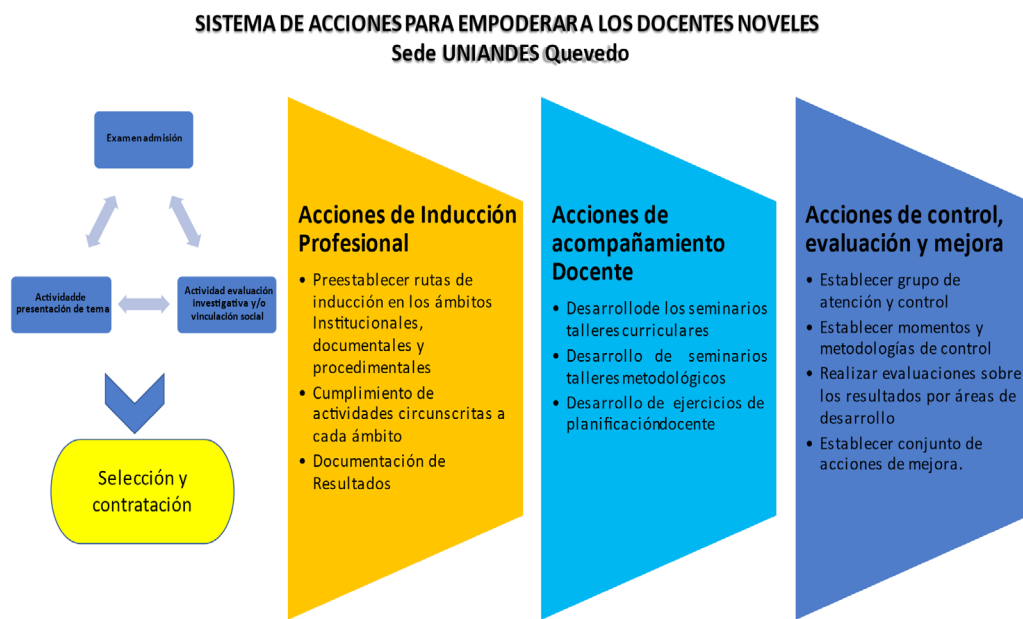 SISTEMA DE ACCIONES PARA EMPODERAR A LOS DOCENTES NOVELES
Sede UNIANDES Quevedo
Examen admisión
Actividadde
presentación de tema
Actividad evaluación
investigativa y/o
vinculación social
Selección y
contratación
Acciones de Inducción
Profesional
• Preestablecer rutas de
inducción en los ámbitos
Institucionales,
documentales y
procedimentales
• Cumplimiento de
actividades circunscritas a
cada ámbito
• Documentación de
Resultados
Acciones de
acompañamiento
Docente
• Desarrollode los seminarios
talleres curriculares
• Desarrollo de seminarios
talleres metodológicos
• Desarrollo de ejercicios de
planificacióndocente
Acciones de control,
evaluación y mejora
• Establecer grupo de
atención y control
• Establecer momentos y
metodologías de control
• Realizar evaluaciones sobre
los resultados por áreas de
desarrollo
• Establecer conjunto de
acciones de mejora.